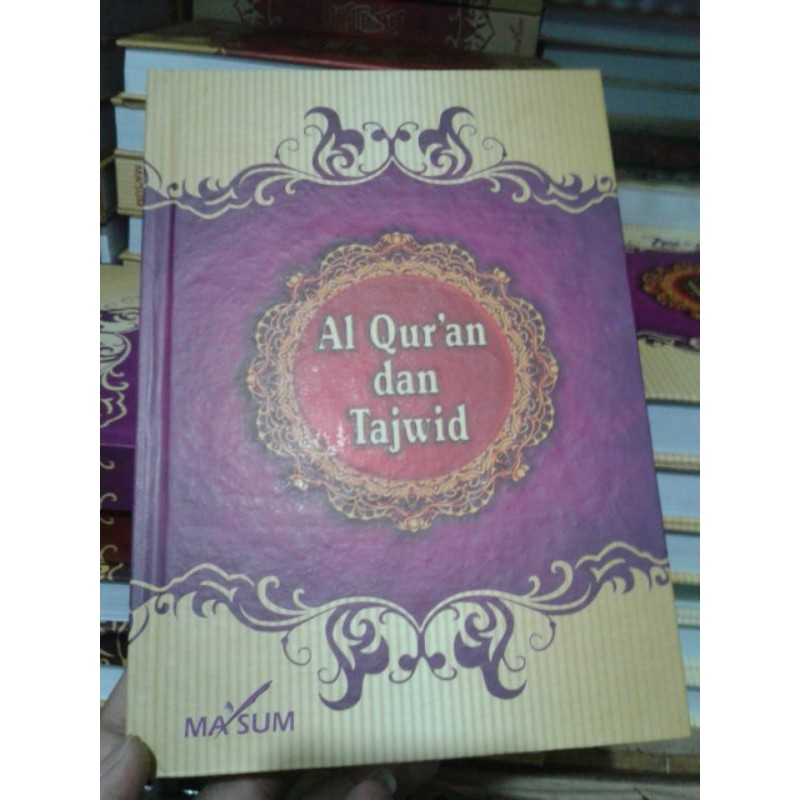 Al Qur'an
dan
Tajwid
MA'SUM